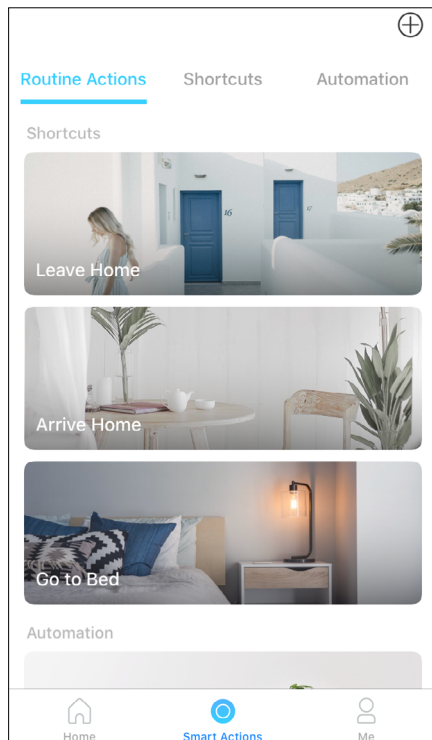 Routine Actions Shortcuts Automation
Shortcuts
16
Leave Home
Arrive Home
Go to Bed
Automation
Home Smart Actions Me